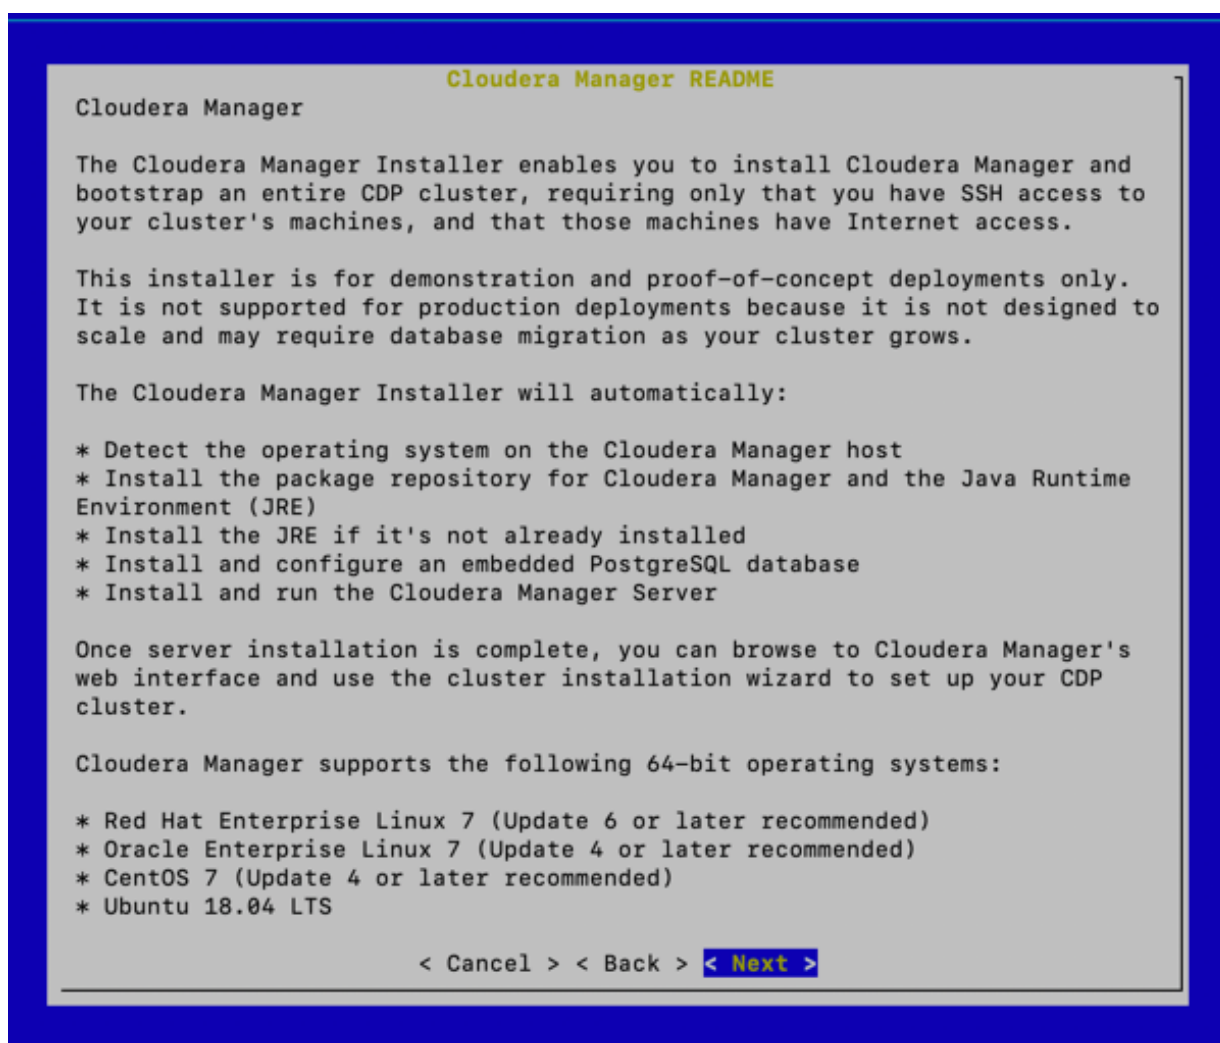 Cloudera Manager README
Cloudera Manager
The Cloudera Manager Installer enables you to install Cloudera Manager and
bootstrap an entire CDP cluster, requiring only that you have SSH access to
your cluster's machines, and that those machines have Internet access.
This installer is for demonstration and proof-of-concept deployments only.
It is not supported for production deployments because it is not designed to
scale and may require database migration as your cluster grows.
The Cloudera Manager Installer will automatically:
* Detect the operating system on the Cloudera Manager host
* Install the package repository for Cloudera Manager and the Java Runtime
Environment (JRE)
* Install the JRE if it's not already installed
* Install and configure an embedded PostgreSQL database
* Install and run the Cloudera Manager Server
Once server installation is complete, you can browse to Cloudera Manager's
web interface and use the cluster installation wizard to set up your CDP
cluster.
Cloudera Manager supports the following 64-bit operating systems:
* Red Hat Enterprise Linux 7 (Update 6 or later recommended)
* Oracle Enterprise Linux 7 (Update 4 or later recommended)
* CentOS 7 (Update 4 or later recommended)
* Ubuntu 18.04 LTS
< Cancel > < Back > < Next >